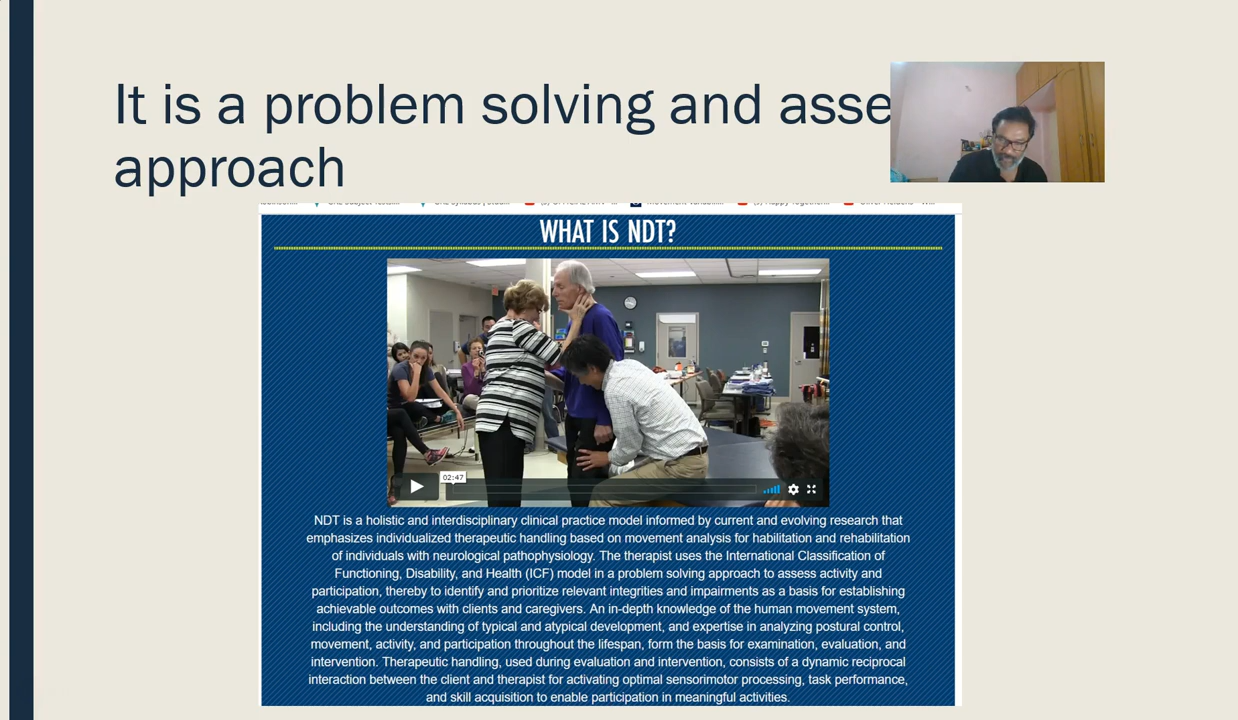 It is a problem solving and asse
approach
WHAT IS NDT?
02:47
NDT is a holistic and interdisciplinary clinical practice model informed by current and evolving research that
emphasizes individualized therapeutic handling based on movement analysis for habilitation and rehabilitation
of individuals with neurological pathophysiology. The therapist uses the International Classification of
Functioning, Disability, and Health (ICF) model in a problem solving approach to assess activity and
participation, thereby to identify and prioritize relevant integrities and impairments as a basis for establishing
achievable outcomes with clients and caregivers. An in-depth knowledge of the human movement system,
including the understanding of typical and atypical development, and expertise in analyzing postural control,
movement, activity, and participation throughout the lifespan, form the basis for examination, evaluation, and
intervention. Therapeutic handling, used during evaluation and intervention, consists of a dynamic reciprocal
interaction between the client and therapist for activating optimal sensorimotor processing, task performance,
and skill acquisition to enable participation in meaningful activities.